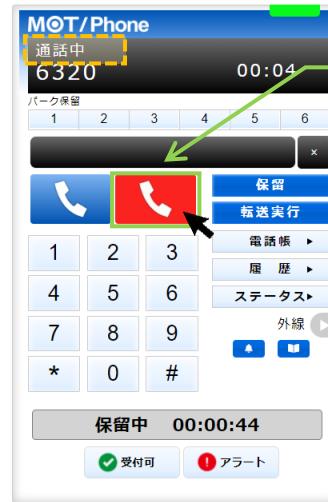 MOT/Phone
通話中
6320 00:04
パーク保留
1 2 3 4 5 6
×
保留
転送実行
1 2 3
電話帳
履 歴
4 5 6
ステータス
7 8 9
外線
* 0 #
保留中 00:00:44
受付可
アラート